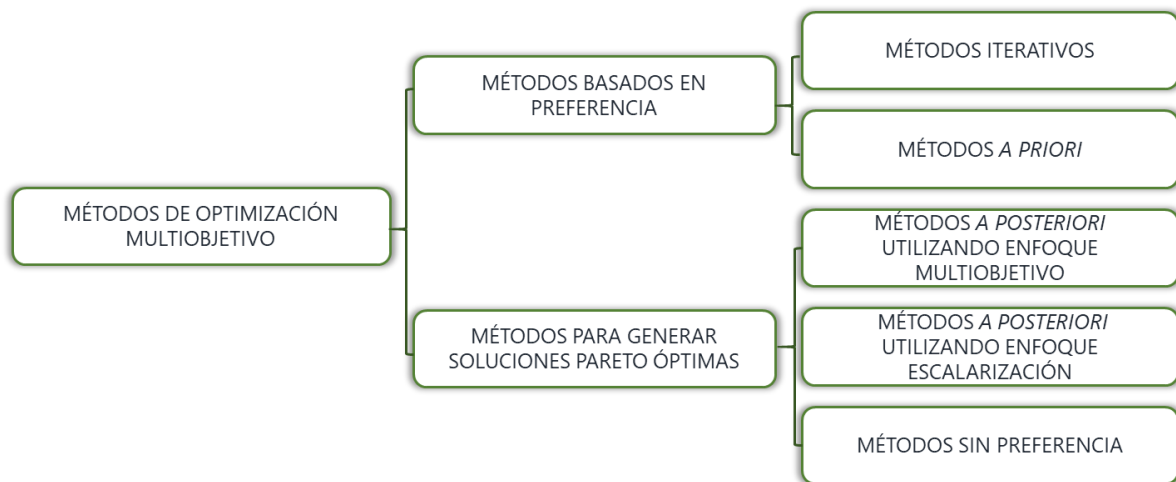 MÉTODOS DE OPTIMIZACIÓN
MULTIOBJETIVO
MÉTODOS BASADOS EN
PREFERENCIA
MÉTODOS ITERATIVOS
MÉTODOS A PRIORI
MÉTODOS PARA GENERAR
SOLUCIONES PARETO ÓPTIMAS
MÉTODOS A POSTERIORI
UTILIZANDO ENFOQUE
MULTIOBJETIVO
MÉTODOS A POSTERIORI
UTILIZANDO ENFOQUE
ESCALARIZACIÓN
MÉTODOS SIN PREFERENCIA